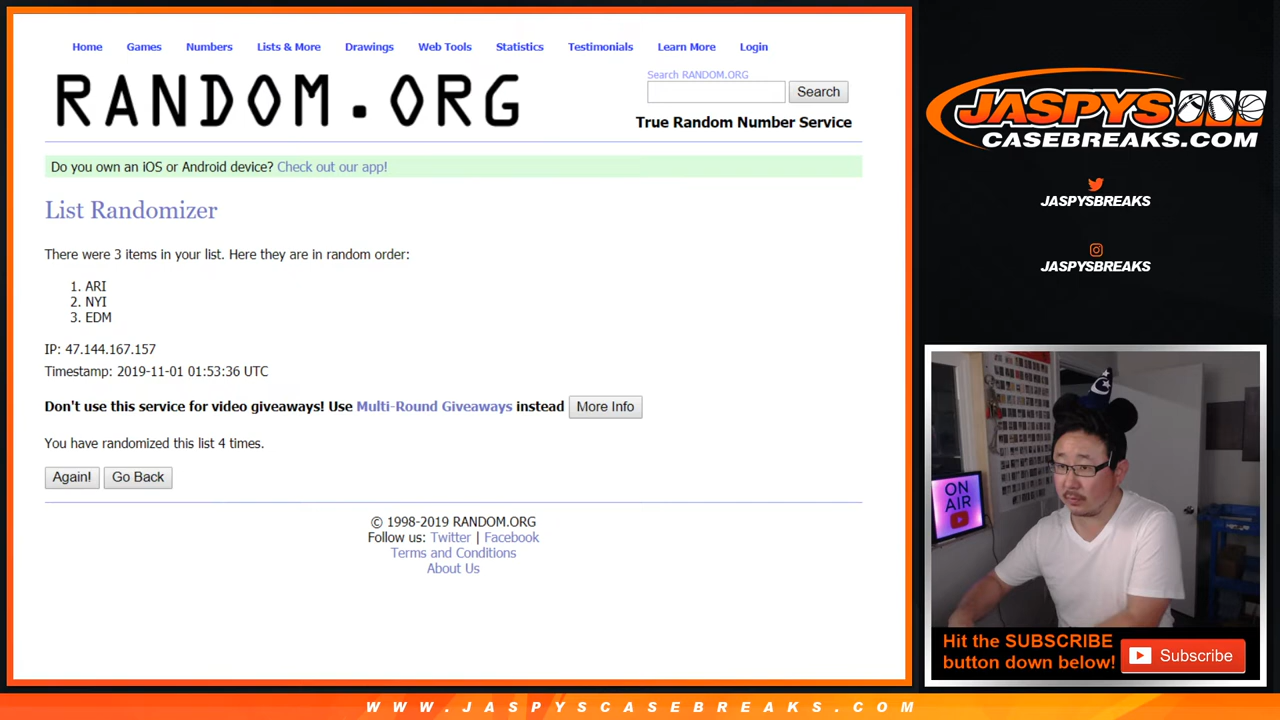 Home Games Numbers Lists & More Drawings Web Tools Statistics Testimonials Learn More Login
RANDOM.ORG
Search RANDOM.ORG
Search
True Random Number Service
Do you own an iOS or Android device? Check out our app!
List Randomizer
There were 3 items in your list. Here they are in random order:
1. ARI
2. NYI
3. EDM
IP: 47.144.167.157
Timestamp: 2019-11-01 01:53:36 UTC
Don't use this service for video giveaways! Use Multi-Round Giveaways instead More Info
You have randomized this list 4 times.
Again! Go Back
© 1998-2019 RANDOM.ORG
Follow us: Twitter | Facebook
Terms and Conditions
About Us
JASPYS
CASEBREAKS.COM
JASPYSBREAKS
JASPYSBREAKS
ON
AIR
Hit the SUBSCRIBE
button down below!
Subscribe
WWW.JASPYSCASEBREAKS.COM